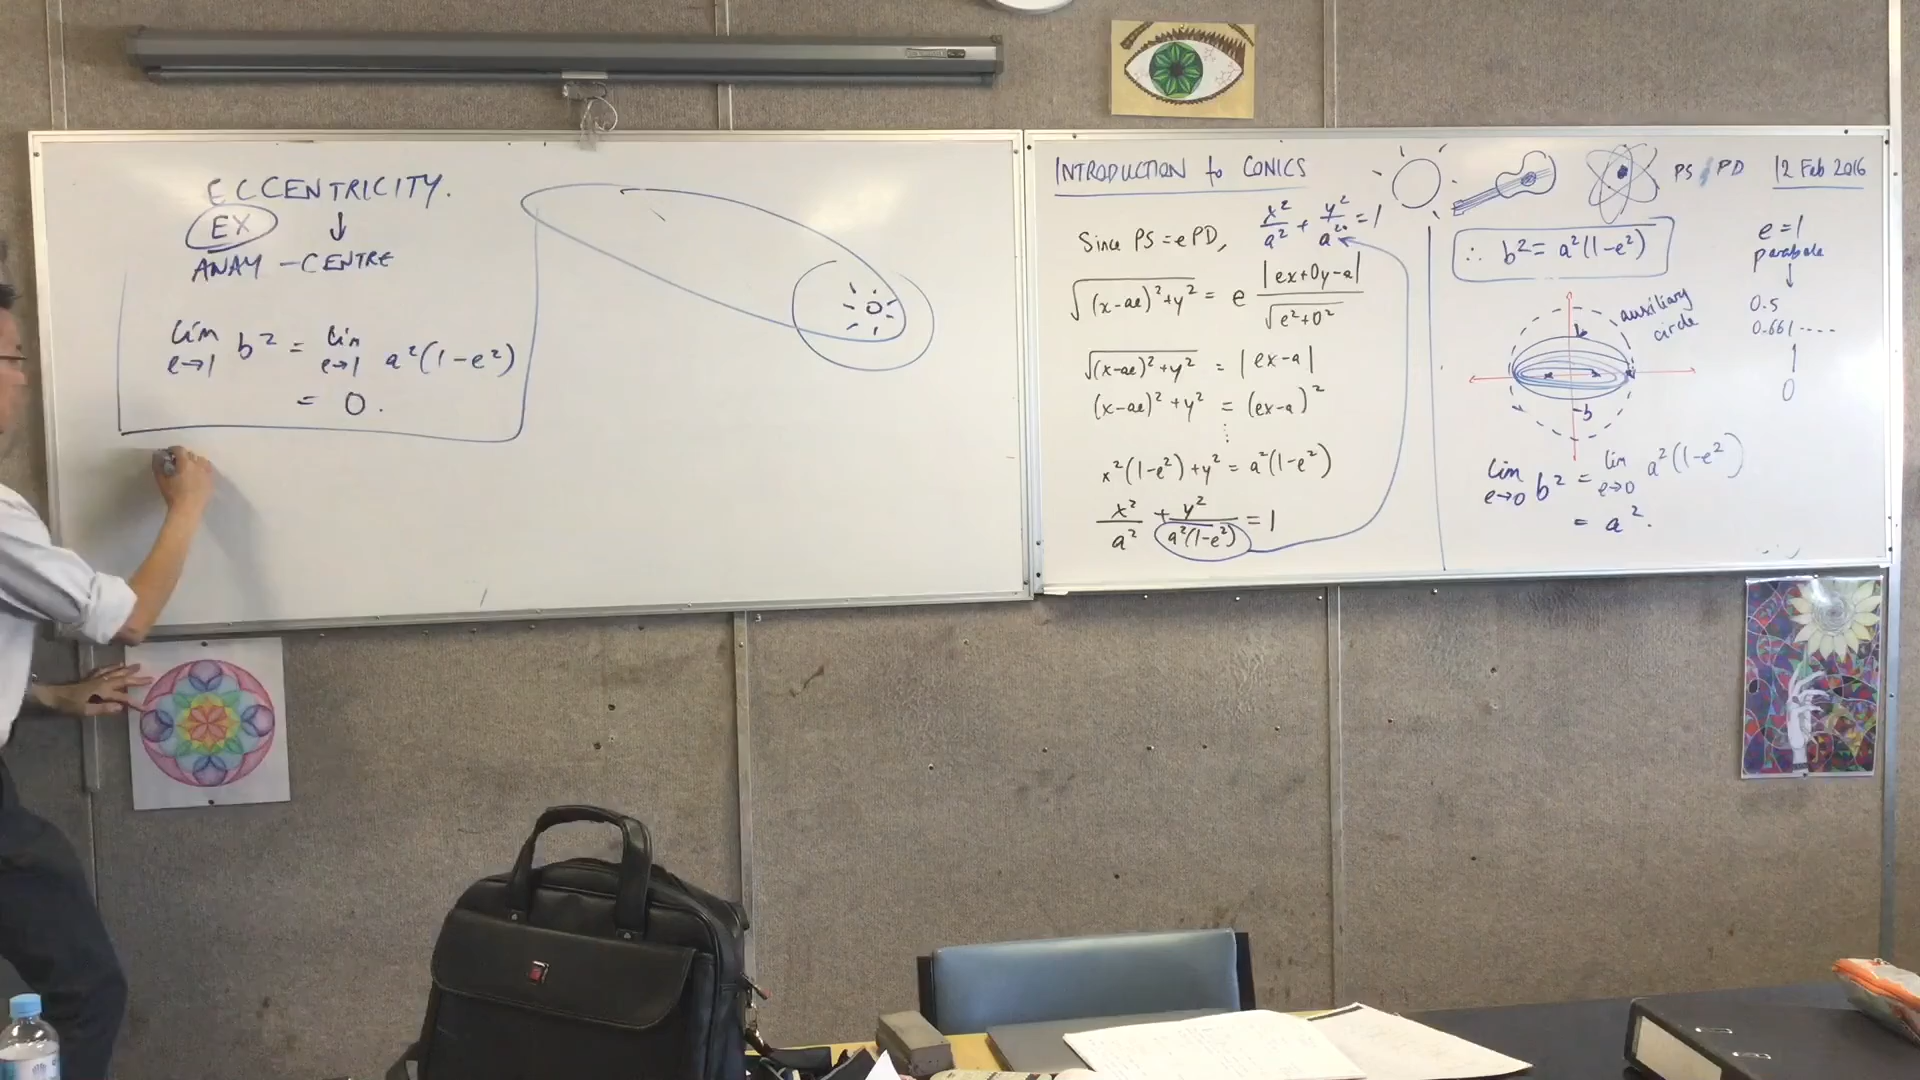 ECCENTRICITY.
EX ↓
AWAY - CENTRE
lim e→1 b² = lim e→1 a²(1-e²)
= 0.
INTRODUCTION to CONICS
x²/a² + y²/a² = 1
Since PS = ePD,
√((x-ae)²+y²) = e |ex+0y-a| / √(e²+0²)
√((x-ae)²+y²) = |ex-a|
(x-ae)²+y² = (ex-a)²
⋮
x²(1-e²)+y² = a²(1-e²)
x²/a² + y²/a²(1-e²) = 1
PS / PD
12 Feb 2016
∴ b² = a²(1-e²)
e=1
parabola
↓
0.5
0.661....
↑
0
auxiliary
circle
b
-b
lim e→0 b² = lim e→0 a²(1-e²)
= a².